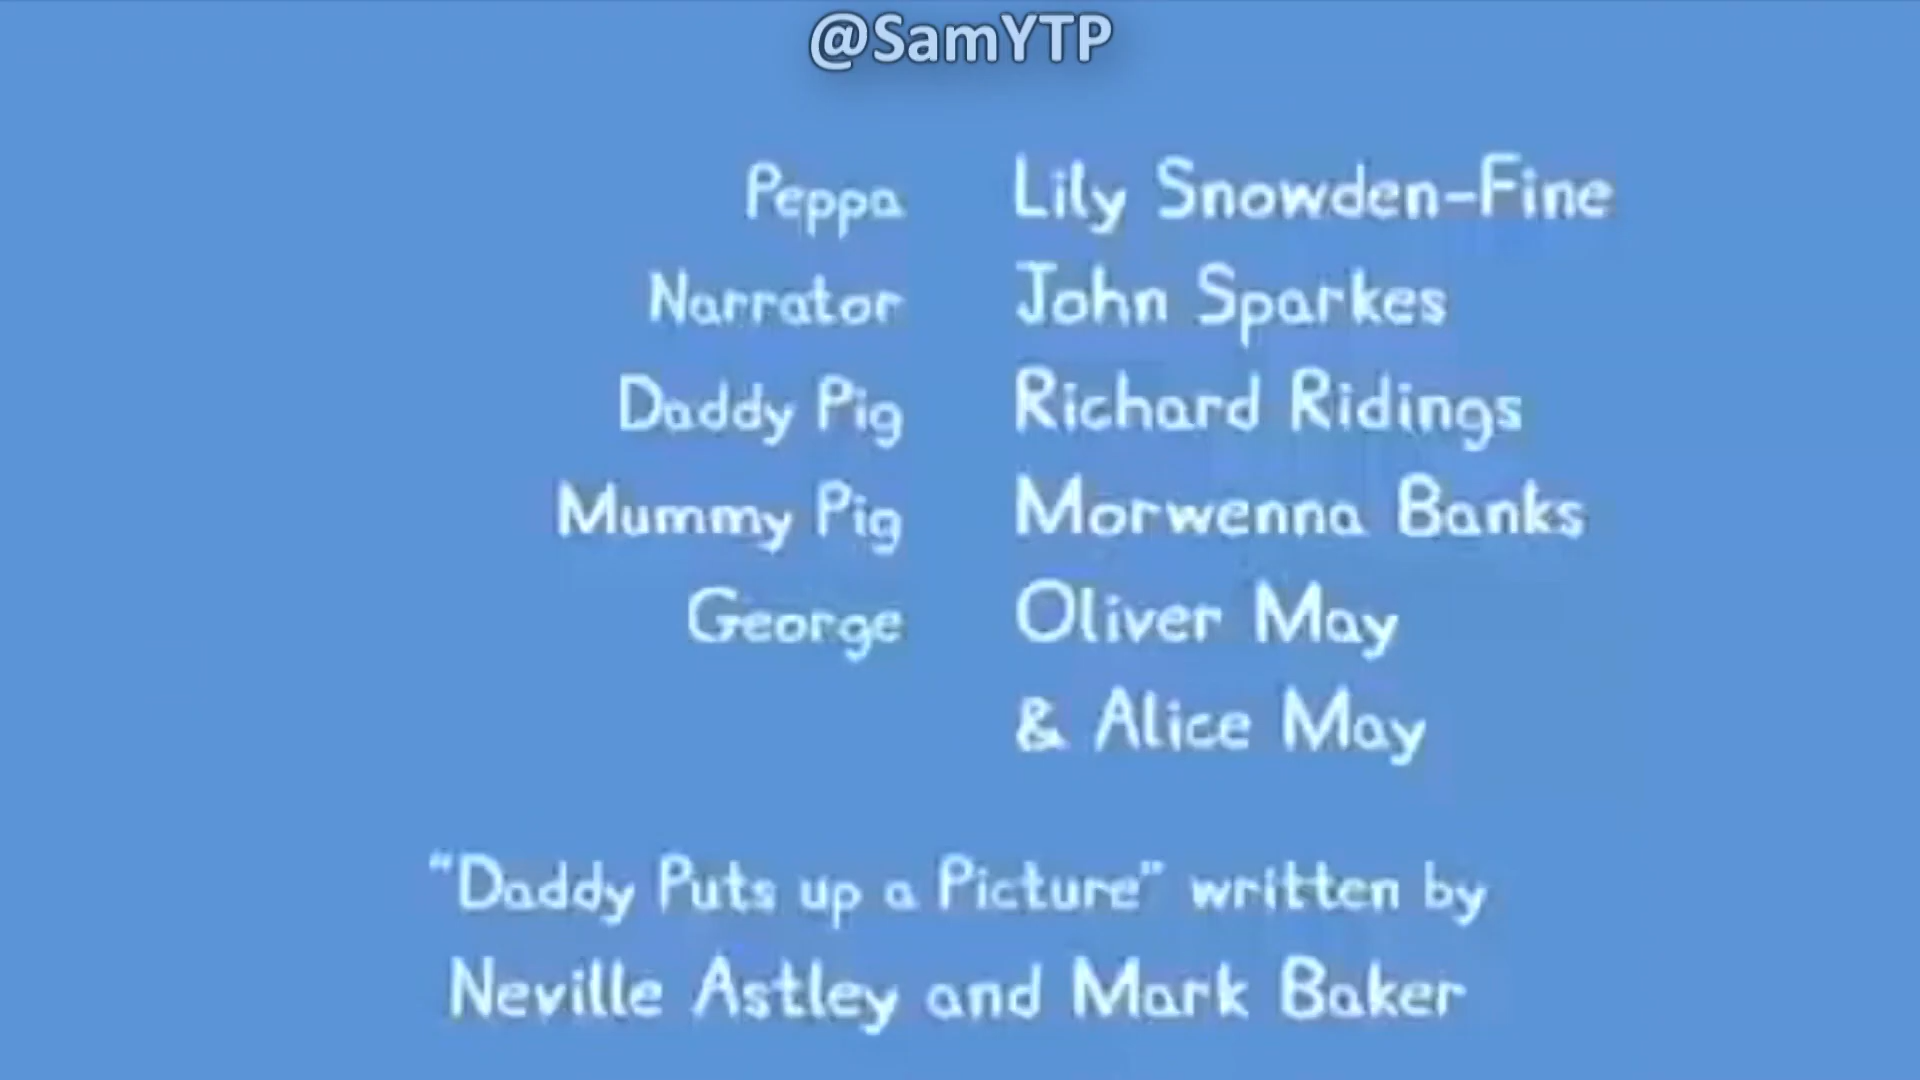 @SamYTP
Peppa Lily Snowden-Fine
Narrator John Sparkes
Daddy Pig Richard Ridings
Mummy Pig Morwenna Banks
George Oliver May
& Alice May
"Daddy Puts up a Picture" written by
Neville Astley and Mark Baker